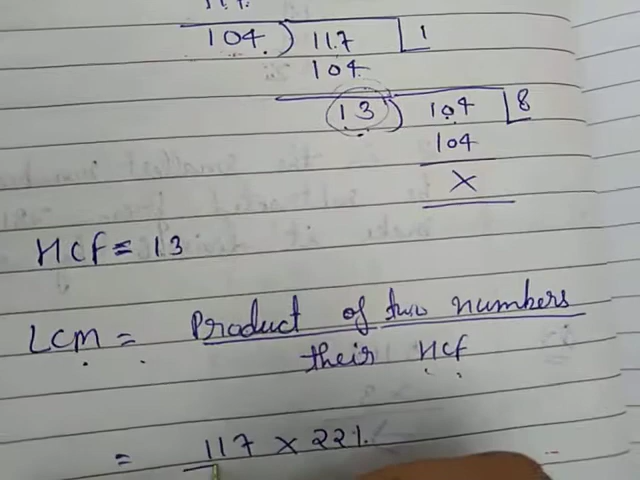 104 ) 117 1
104
13 ) 104 8
104
X
HCF = 13
LCM = Product of two numbers
their HCF
= 117 × 221